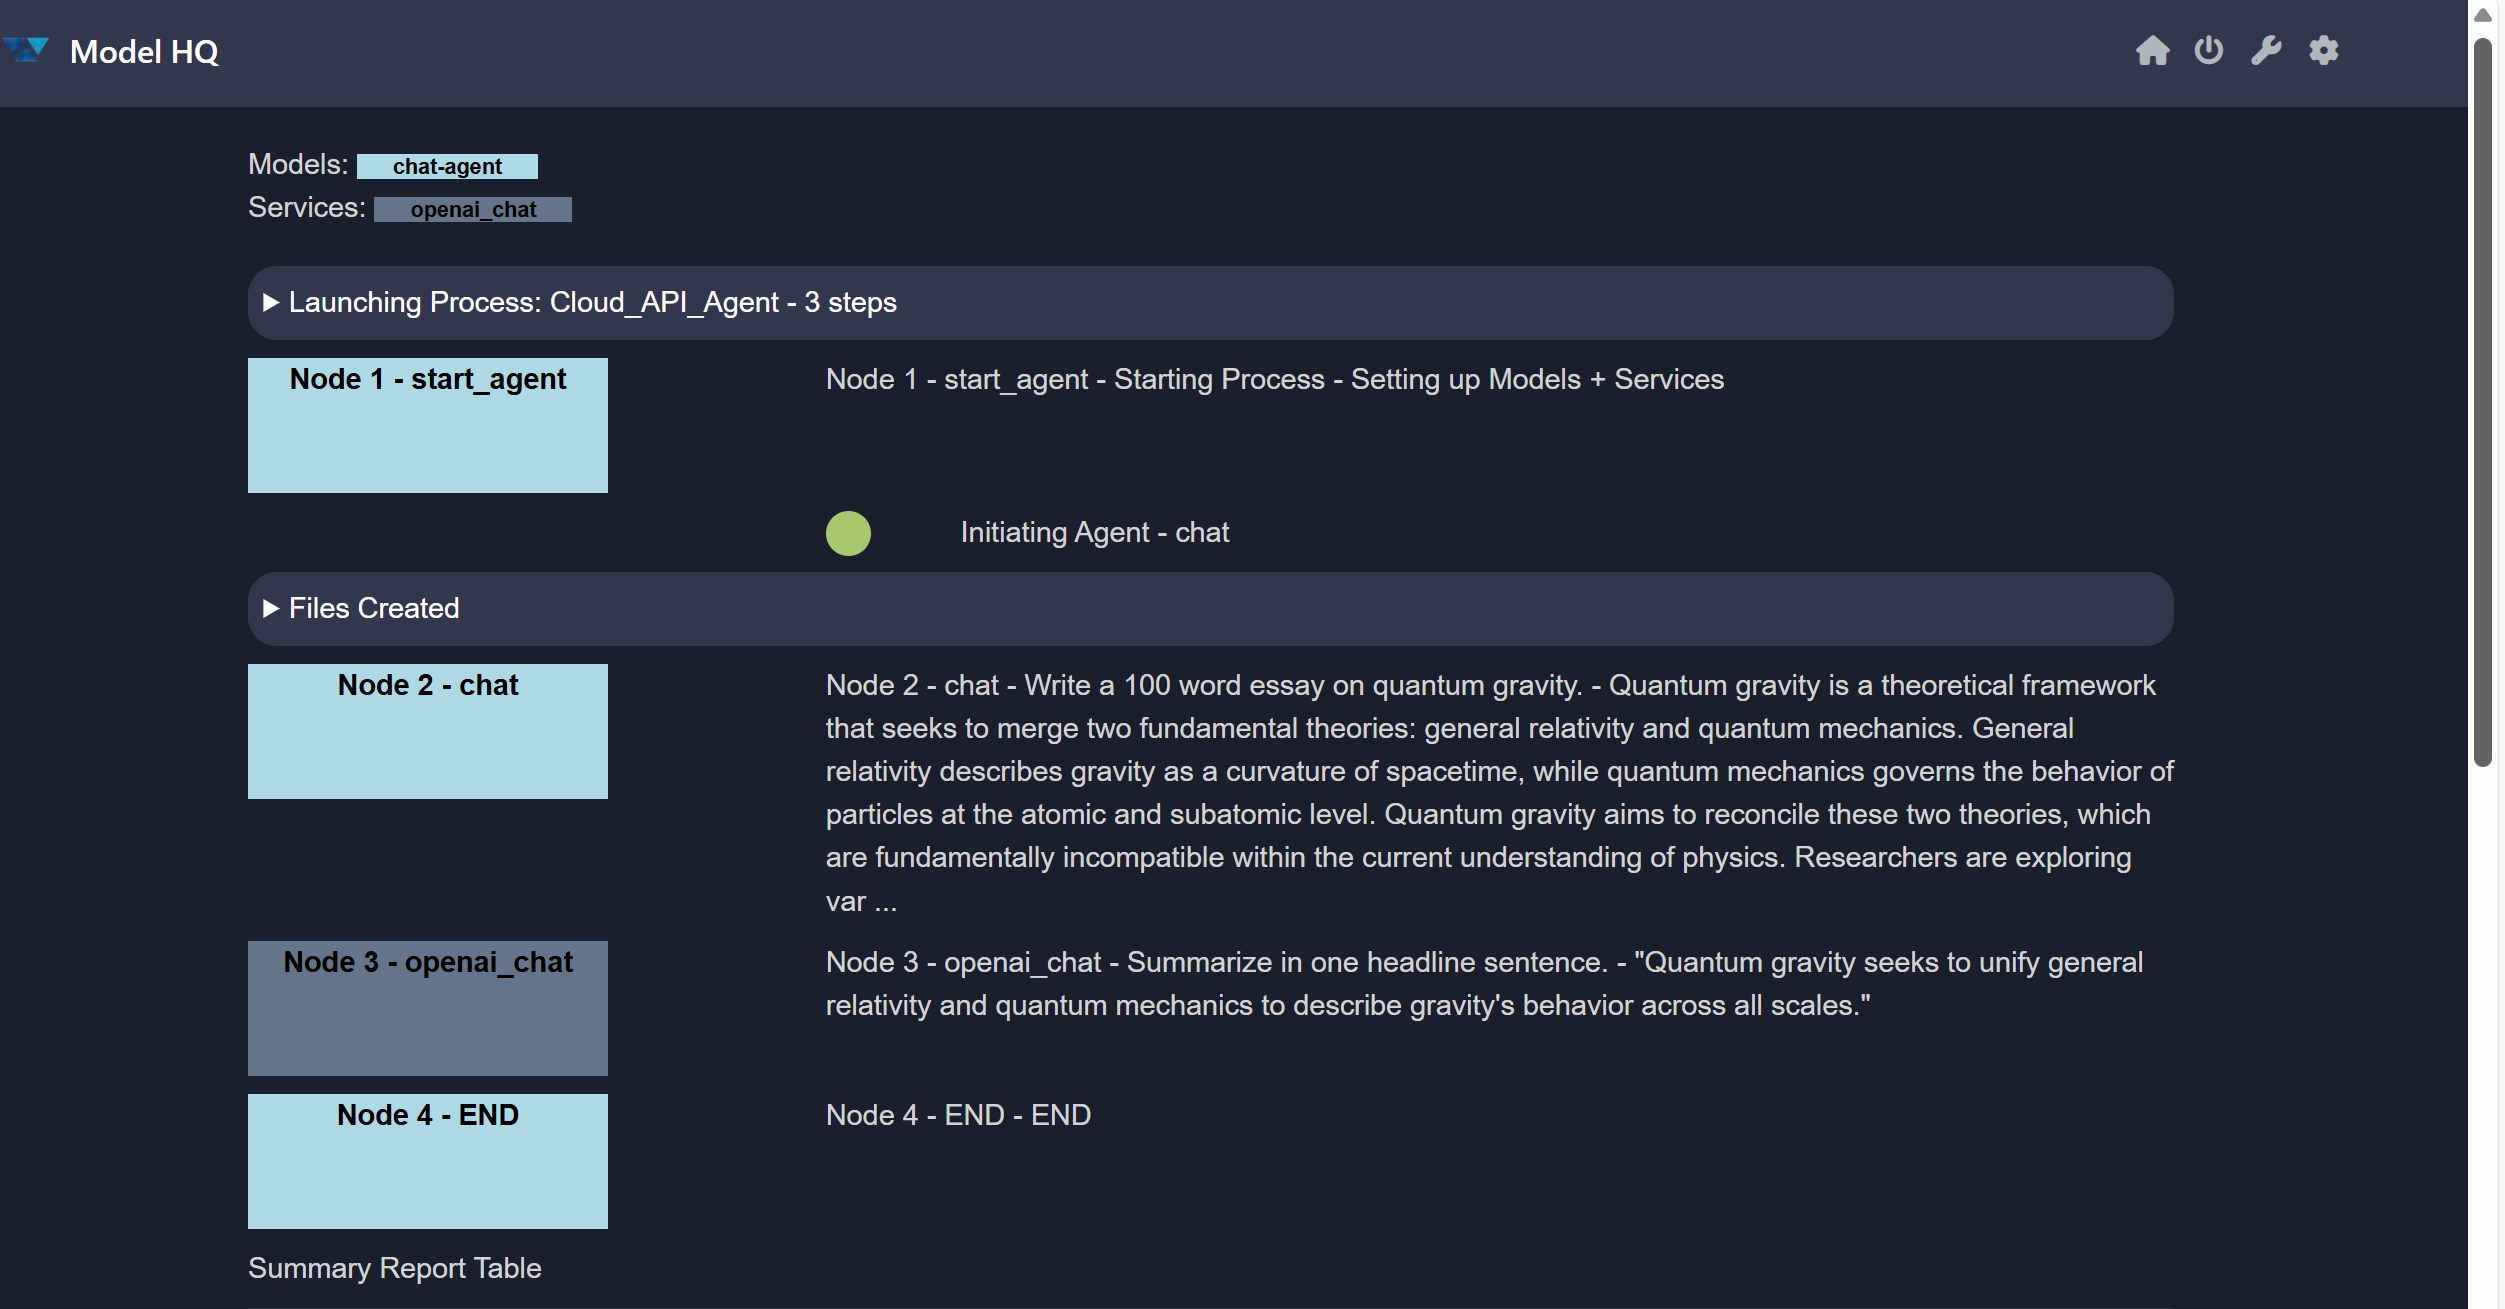 Model HQ
Models: chat-agent
Services: openai_chat
Launching Process: Cloud_API_Agent - 3 steps
Node 1 - start_agent
Node 1 - start_agent - Starting Process - Setting up Models + Services
Initiating Agent - chat
Files Created
Node 2 - chat
Node 2 - chat - Write a 100 word essay on quantum gravity. - Quantum gravity is a theoretical framework
that seeks to merge two fundamental theories: general relativity and quantum mechanics. General
relativity describes gravity as a curvature of spacetime, while quantum mechanics governs the behavior of
particles at the atomic and subatomic level. Quantum gravity aims to reconcile these two theories, which
are fundamentally incompatible within the current understanding of physics. Researchers are exploring
var ...
Node 3 - openai_chat
Node 3 - openai_chat - Summarize in one headline sentence. - "Quantum gravity seeks to unify general
relativity and quantum mechanics to describe gravity's behavior across all scales."
Node 4 - END
Node 4 - END - END
Summary Report Table